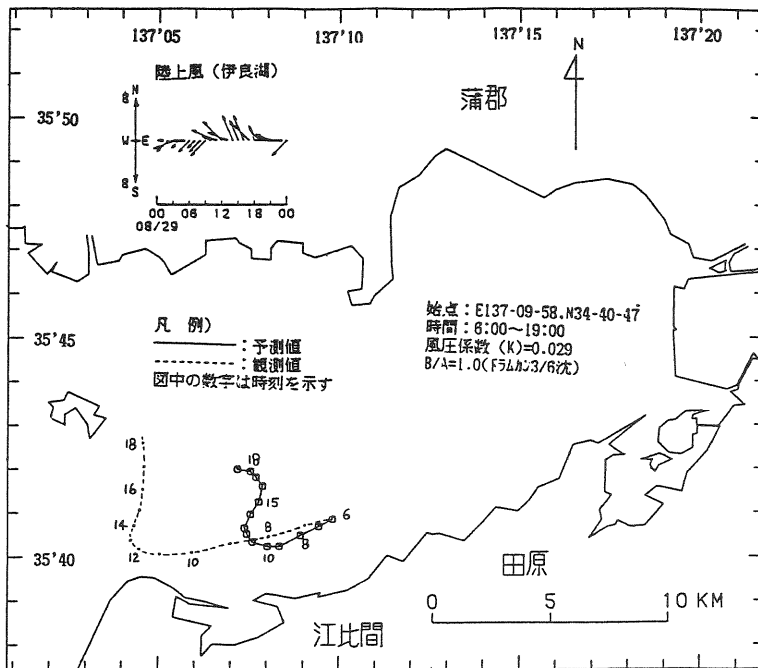 137°05
137°10
137°15
137°20
陸上風 (伊良湖)
N
8
W
E
8
S
00 06 12 18 00
08/29
N
蒲郡
35°50
始点:E137-09-58,N34-40-47
時間:6:00~19:00
風圧係数 (K)=0.029
B/A=1.0(ドラムカン3/6沈)
凡 例)
:予測値
:観測値
図中の数字は時刻を示す
35°45
18
16
14
12
10
8
6
18
15
10
8
35°40
田原
江比間
0 5 10 KM